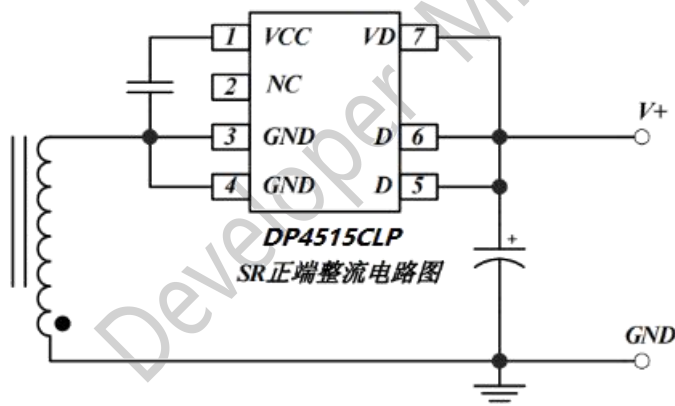 1 VCC VD 7
2 NC
3 GND D 6
4 GND D 5
V+
+
DP4515CLP
SR正端整流电路图
GND
Developer